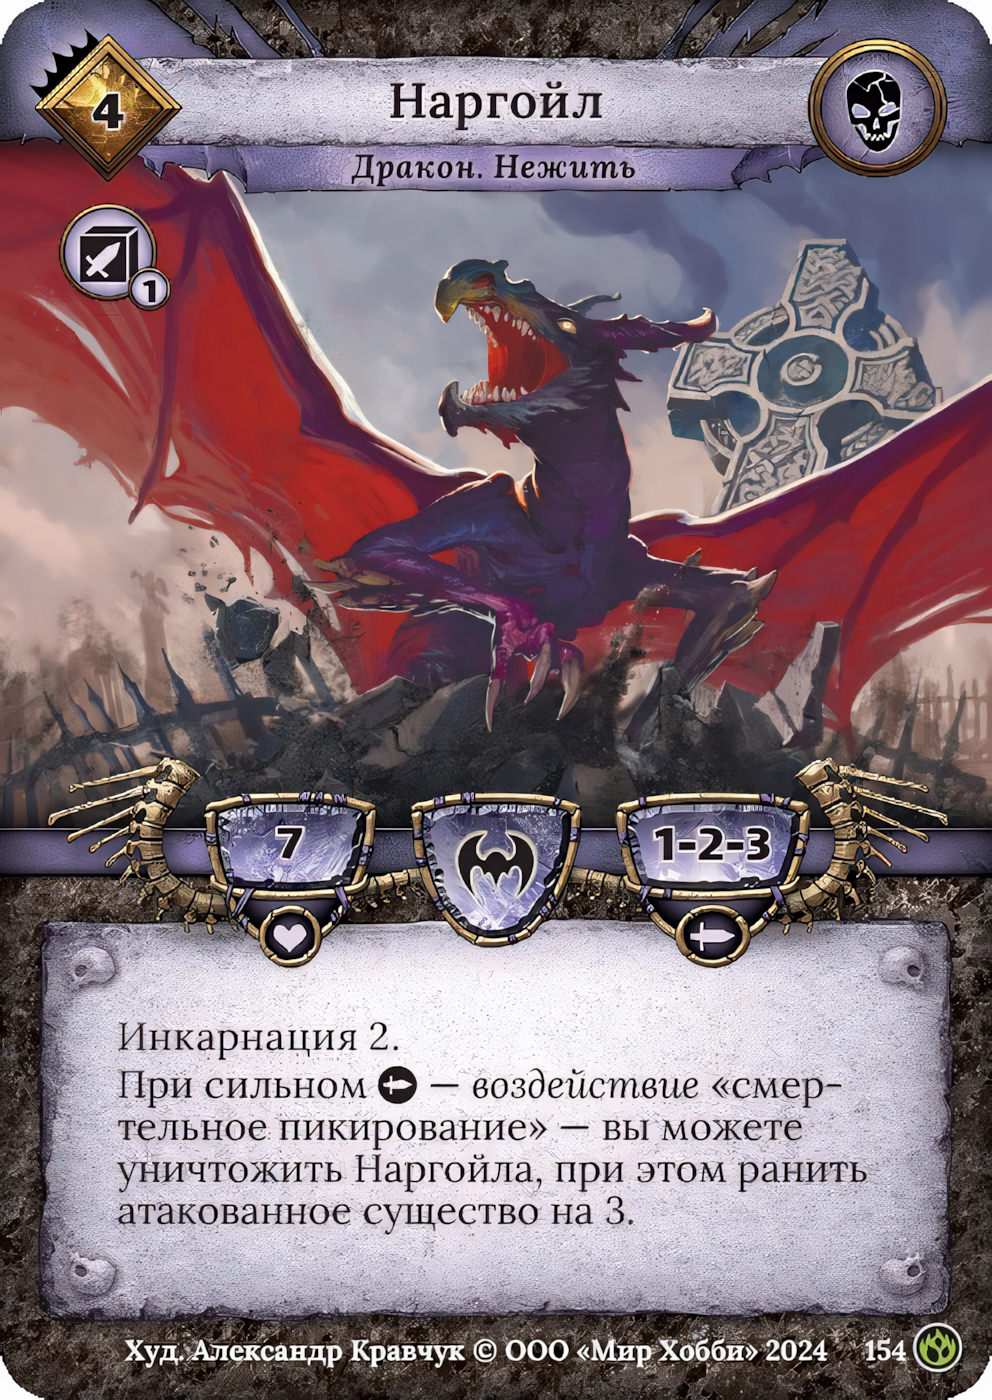 4
Наргойл
Дракон. Нежить
1
7
1-2-3
Инкарнация 2.
При сильном — воздействие «смер-
тельное пикирование» — вы можете
уничтожить Наргойла, при этом ранить
атакованное существо на 3.
Худ. Александр Кравчук © ООО «Мир Хобби» 2024 154